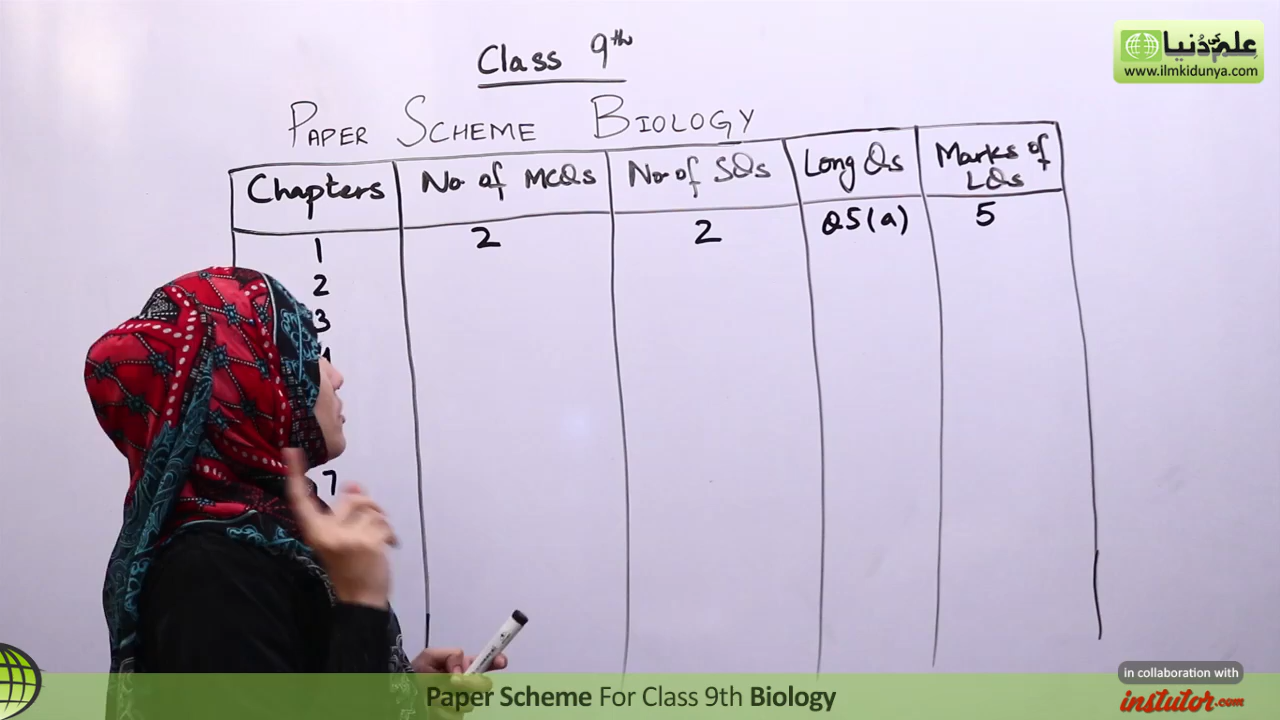 Class 9th
علم کی دُنیا
www.ilmkidunya.com
PAPER SCHEME BIOLOGY
Chapters No of MCQs No of SQs Long Qs Marks of LQs
1 2 2 Q5(a) 5
2
3
7
in collaboration with
instutor.com
Paper Scheme For Class 9th Biology